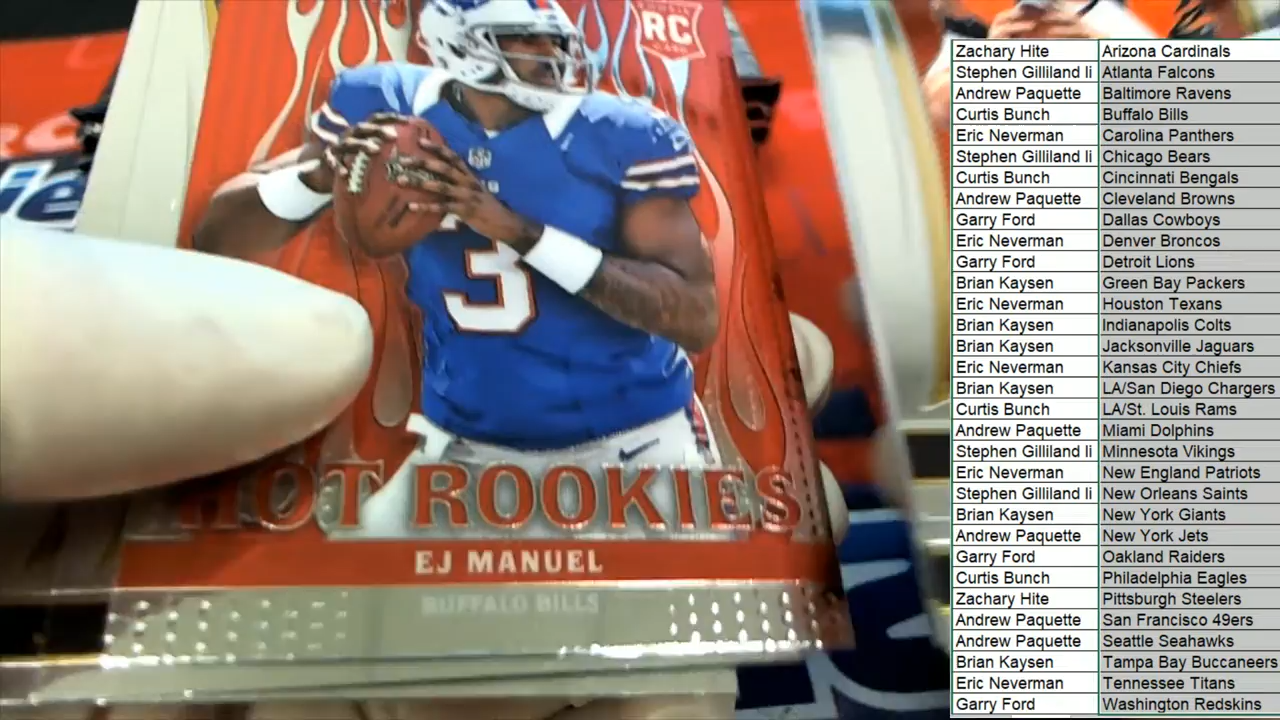 ROOKIE
RC
CARD
3
HOT ROOKIES
EJ MANUEL
BUFFALO BILLS
Zachary Hite Arizona Cardinals
Stephen Gilliland Ii Atlanta Falcons
Andrew Paquette Baltimore Ravens
Curtis Bunch Buffalo Bills
Eric Neverman Carolina Panthers
Stephen Gilliland Ii Chicago Bears
Curtis Bunch Cincinnati Bengals
Andrew Paquette Cleveland Browns
Garry Ford Dallas Cowboys
Eric Neverman Denver Broncos
Garry Ford Detroit Lions
Brian Kaysen Green Bay Packers
Eric Neverman Houston Texans
Brian Kaysen Indianapolis Colts
Brian Kaysen Jacksonville Jaguars
Eric Neverman Kansas City Chiefs
Brian Kaysen LA/San Diego Chargers
Curtis Bunch LA/St. Louis Rams
Andrew Paquette Miami Dolphins
Stephen Gilliland Ii Minnesota Vikings
Eric Neverman New England Patriots
Stephen Gilliland Ii New Orleans Saints
Brian Kaysen New York Giants
Andrew Paquette New York Jets
Garry Ford Oakland Raiders
Curtis Bunch Philadelphia Eagles
Zachary Hite Pittsburgh Steelers
Andrew Paquette San Francisco 49ers
Andrew Paquette Seattle Seahawks
Brian Kaysen Tampa Bay Buccaneers
Eric Neverman Tennessee Titans
Garry Ford Washington Redskins